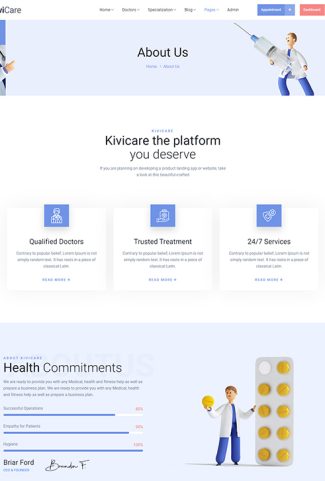 iviCare
Home Doctors Specialization Blog Pages Admin Appointment Dashboard
About Us
Home About Us
KIVICARE
Kivicare the platform
you deserve
If you are planning on developing a product landing app or website, take
a look at this beautiful-crafted
Qualified Doctors
Contrary to popular belief, Lorem Ipsum is not
simply random text. It has roots in a piece of
classical Latin
READ MORE
Trusted Treatment
Contrary to popular belief, Lorem Ipsum is not
simply random text. It has roots in a piece of
classical Latin
READ MORE
24/7 Services
Contrary to popular belief, Lorem Ipsum is not
simply random text. It has roots in a piece of
classical Latin.
READ MORE
ABOUT KIVICARE
Health Commitments
We are ready to provide you with any Medical, health and fitness help as well as
prepare a business plan. We are ready to provide you with any Medical, health
and fitness help as well as prepare a business plan.
Successful Operations
Empathy for Patients
90%
Hygiene
100%
Briar Ford
CEO & FOUNDER
Brandon F.